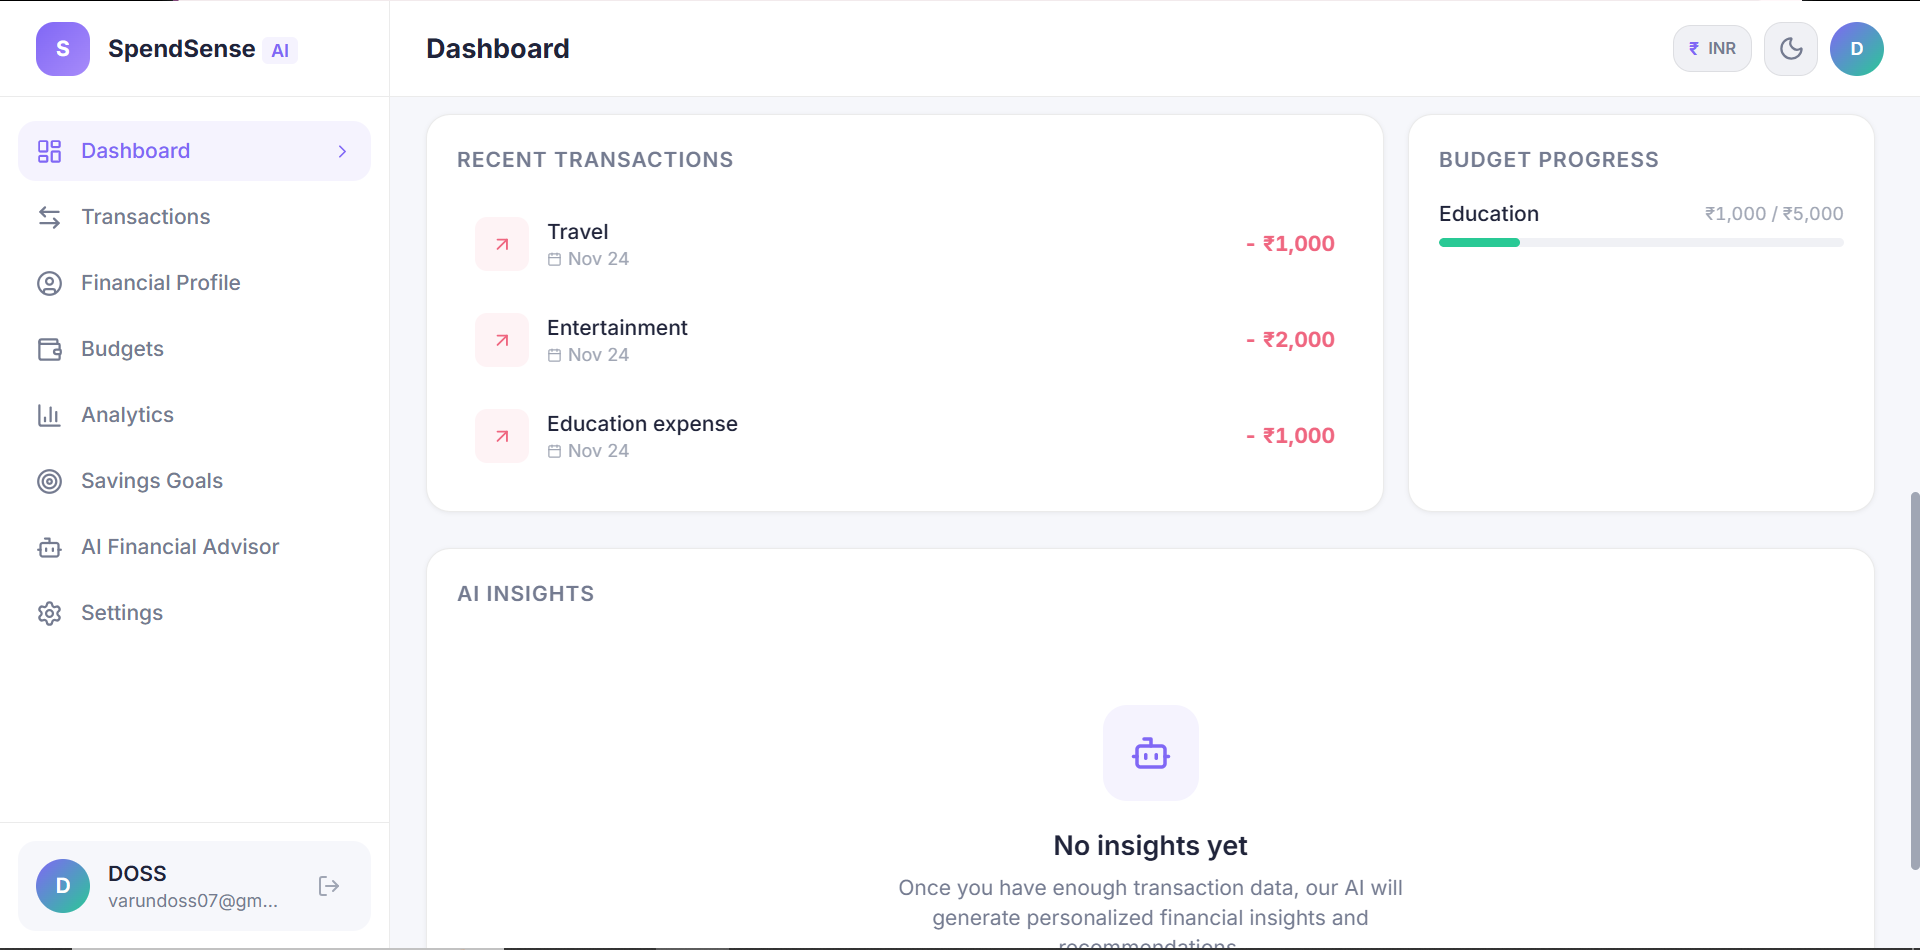 S
SpendSense AI
Dashboard
Transactions
Financial Profile
Budgets
Analytics
Savings Goals
AI Financial Advisor
Settings
D
DOSS
varundoss07@gm...
Dashboard
₹ INR
D
RECENT TRANSACTIONS
Travel
Nov 24
- ₹1,000
Entertainment
Nov 24
- ₹2,000
Education expense
Nov 24
- ₹1,000
BUDGET PROGRESS
Education
₹1,000 / ₹5,000
AI INSIGHTS
No insights yet
Once you have enough transaction data, our AI will
generate personalized financial insights and
recommendations.